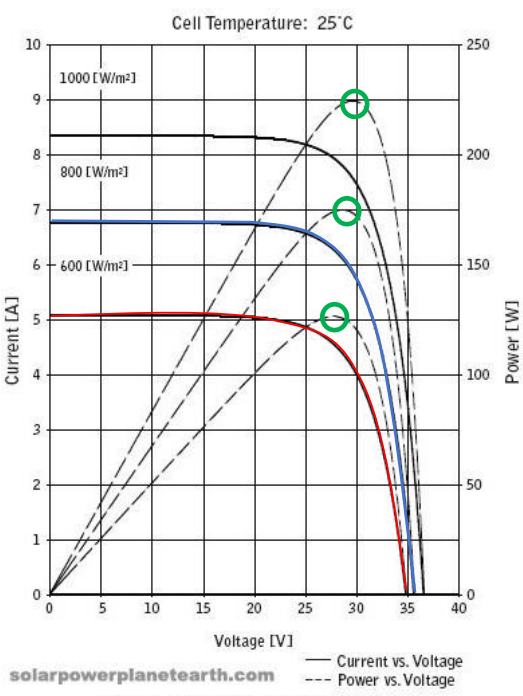 Cell Temperature: 25°C
10
250
1000 [W/m²]
9
8
200
800 [W/m²]
7
6
150
600 [W/m²]
5
4
100
3
2
50
1
0
0
0 5 10 15 20 25 30 35 40
Current [A]
Power [W]
Voltage [V]
Current vs. Voltage
Power vs. Voltage
solarpowerplanetearth.com